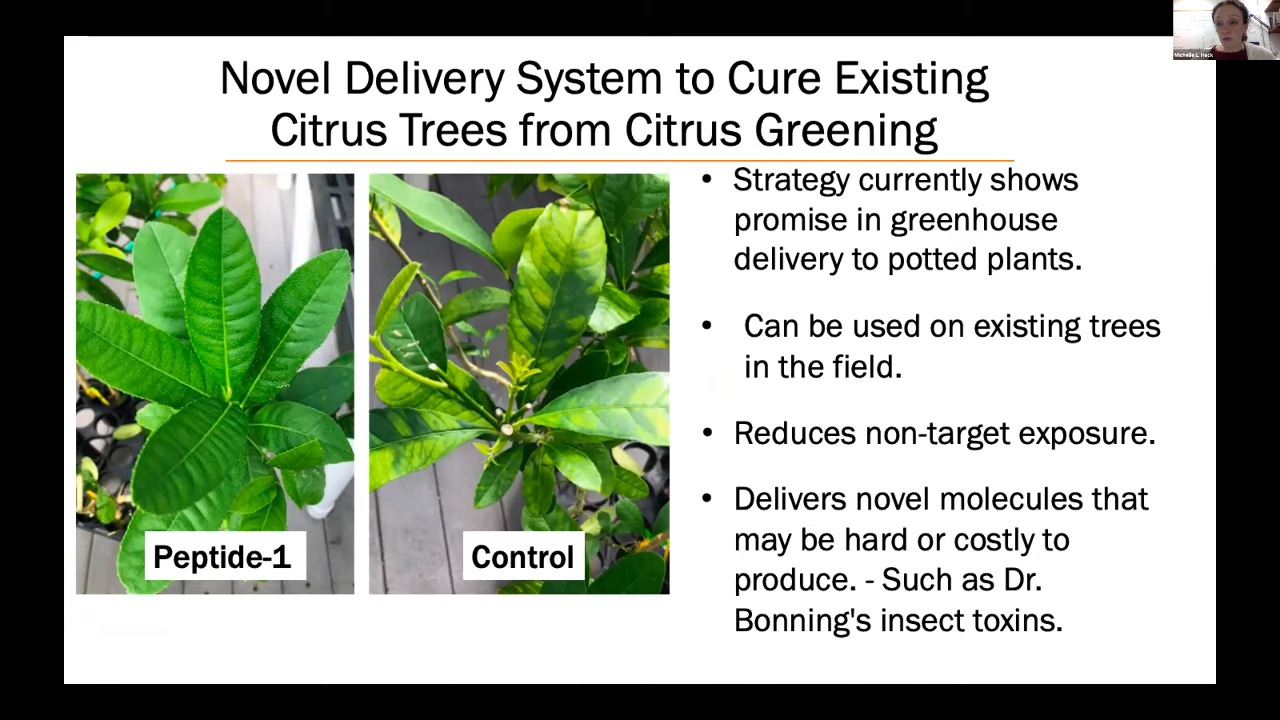 Michelle L. Heck
Novel Delivery System to Cure Existing
Citrus Trees from Citrus Greening
• Strategy currently shows
promise in greenhouse
delivery to potted plants.
• Can be used on existing trees
in the field.
• Reduces non-target exposure.
• Delivers novel molecules that
may be hard or costly to
produce. - Such as Dr.
Bonning's insect toxins.
Peptide-1
Control